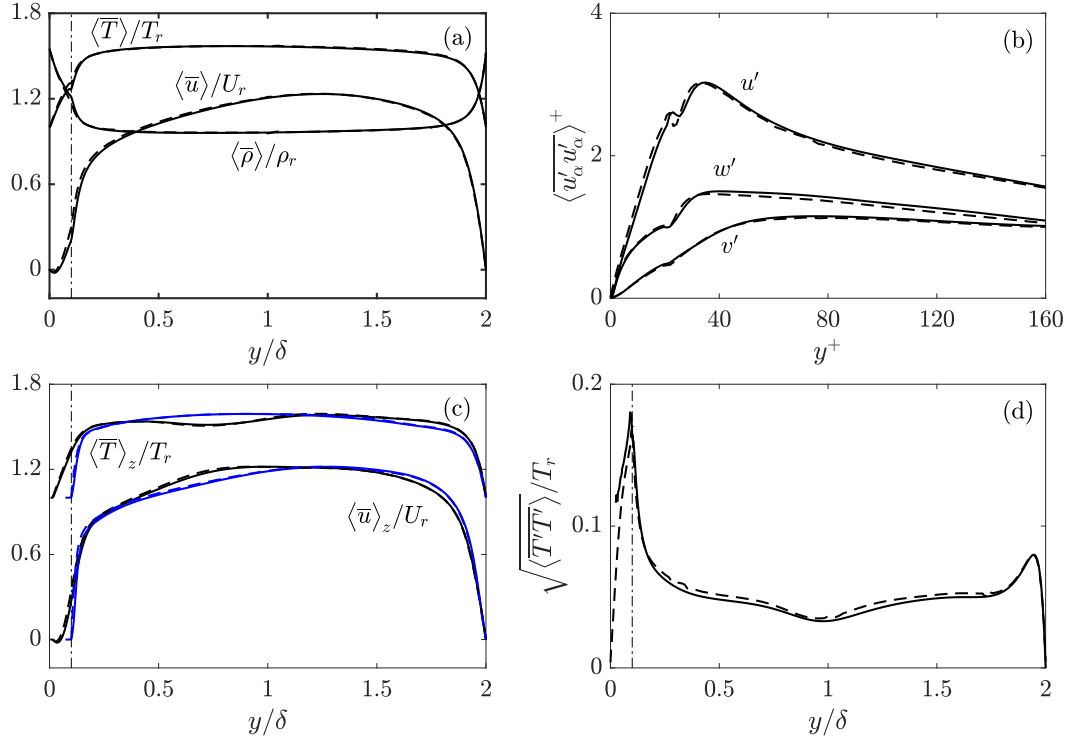 (a)
1.8
1.2
0.6
0
⟨T̅⟩/T_r
⟨u̅⟩/U_r
⟨ρ̅⟩/ρ_r
0 0.5 1 1.5 2
y/δ
(b)
4
2
0
⟨u′_α u′_α⟩⁺
u′
w′
v′
0 40 80 120 160
y⁺
(c)
1.8
1.2
0.6
0
⟨T̅⟩_z/T_r
⟨u̅⟩_z/U_r
0 0.5 1 1.5 2
y/δ
(d)
0.2
0.1
0
√⟨T′T′⟩/T_r
0 0.5 1 1.5 2
y/δ